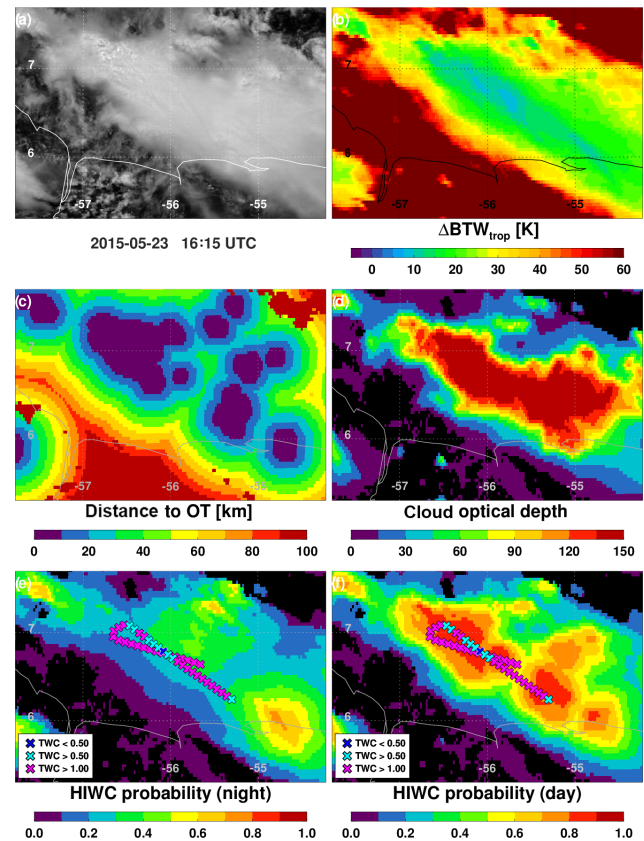 (a)
7
6
-57
-56
-55
2015-05-23 16:15 UTC
(b)
7
6
-57
-56
-55
ΔBTW_trop [K]
0 10 20 30 40 50 60
(c)
7
6
-57
-56
-55
Distance to OT [km]
0 20 40 60 80 100
(d)
7
6
-57
-56
-55
Cloud optical depth
0 30 60 90 120 150
(e)
7
6
-56
-55
TWC < 0.50
TWC > 0.50
TWC > 1.00
HIWC probability (night)
0.0 0.2 0.4 0.6 0.8 1.0
(f)
7
6
-56
-55
TWC < 0.50
TWC > 0.50
TWC > 1.00
HIWC probability (day)
0.0 0.2 0.4 0.6 0.8 1.0